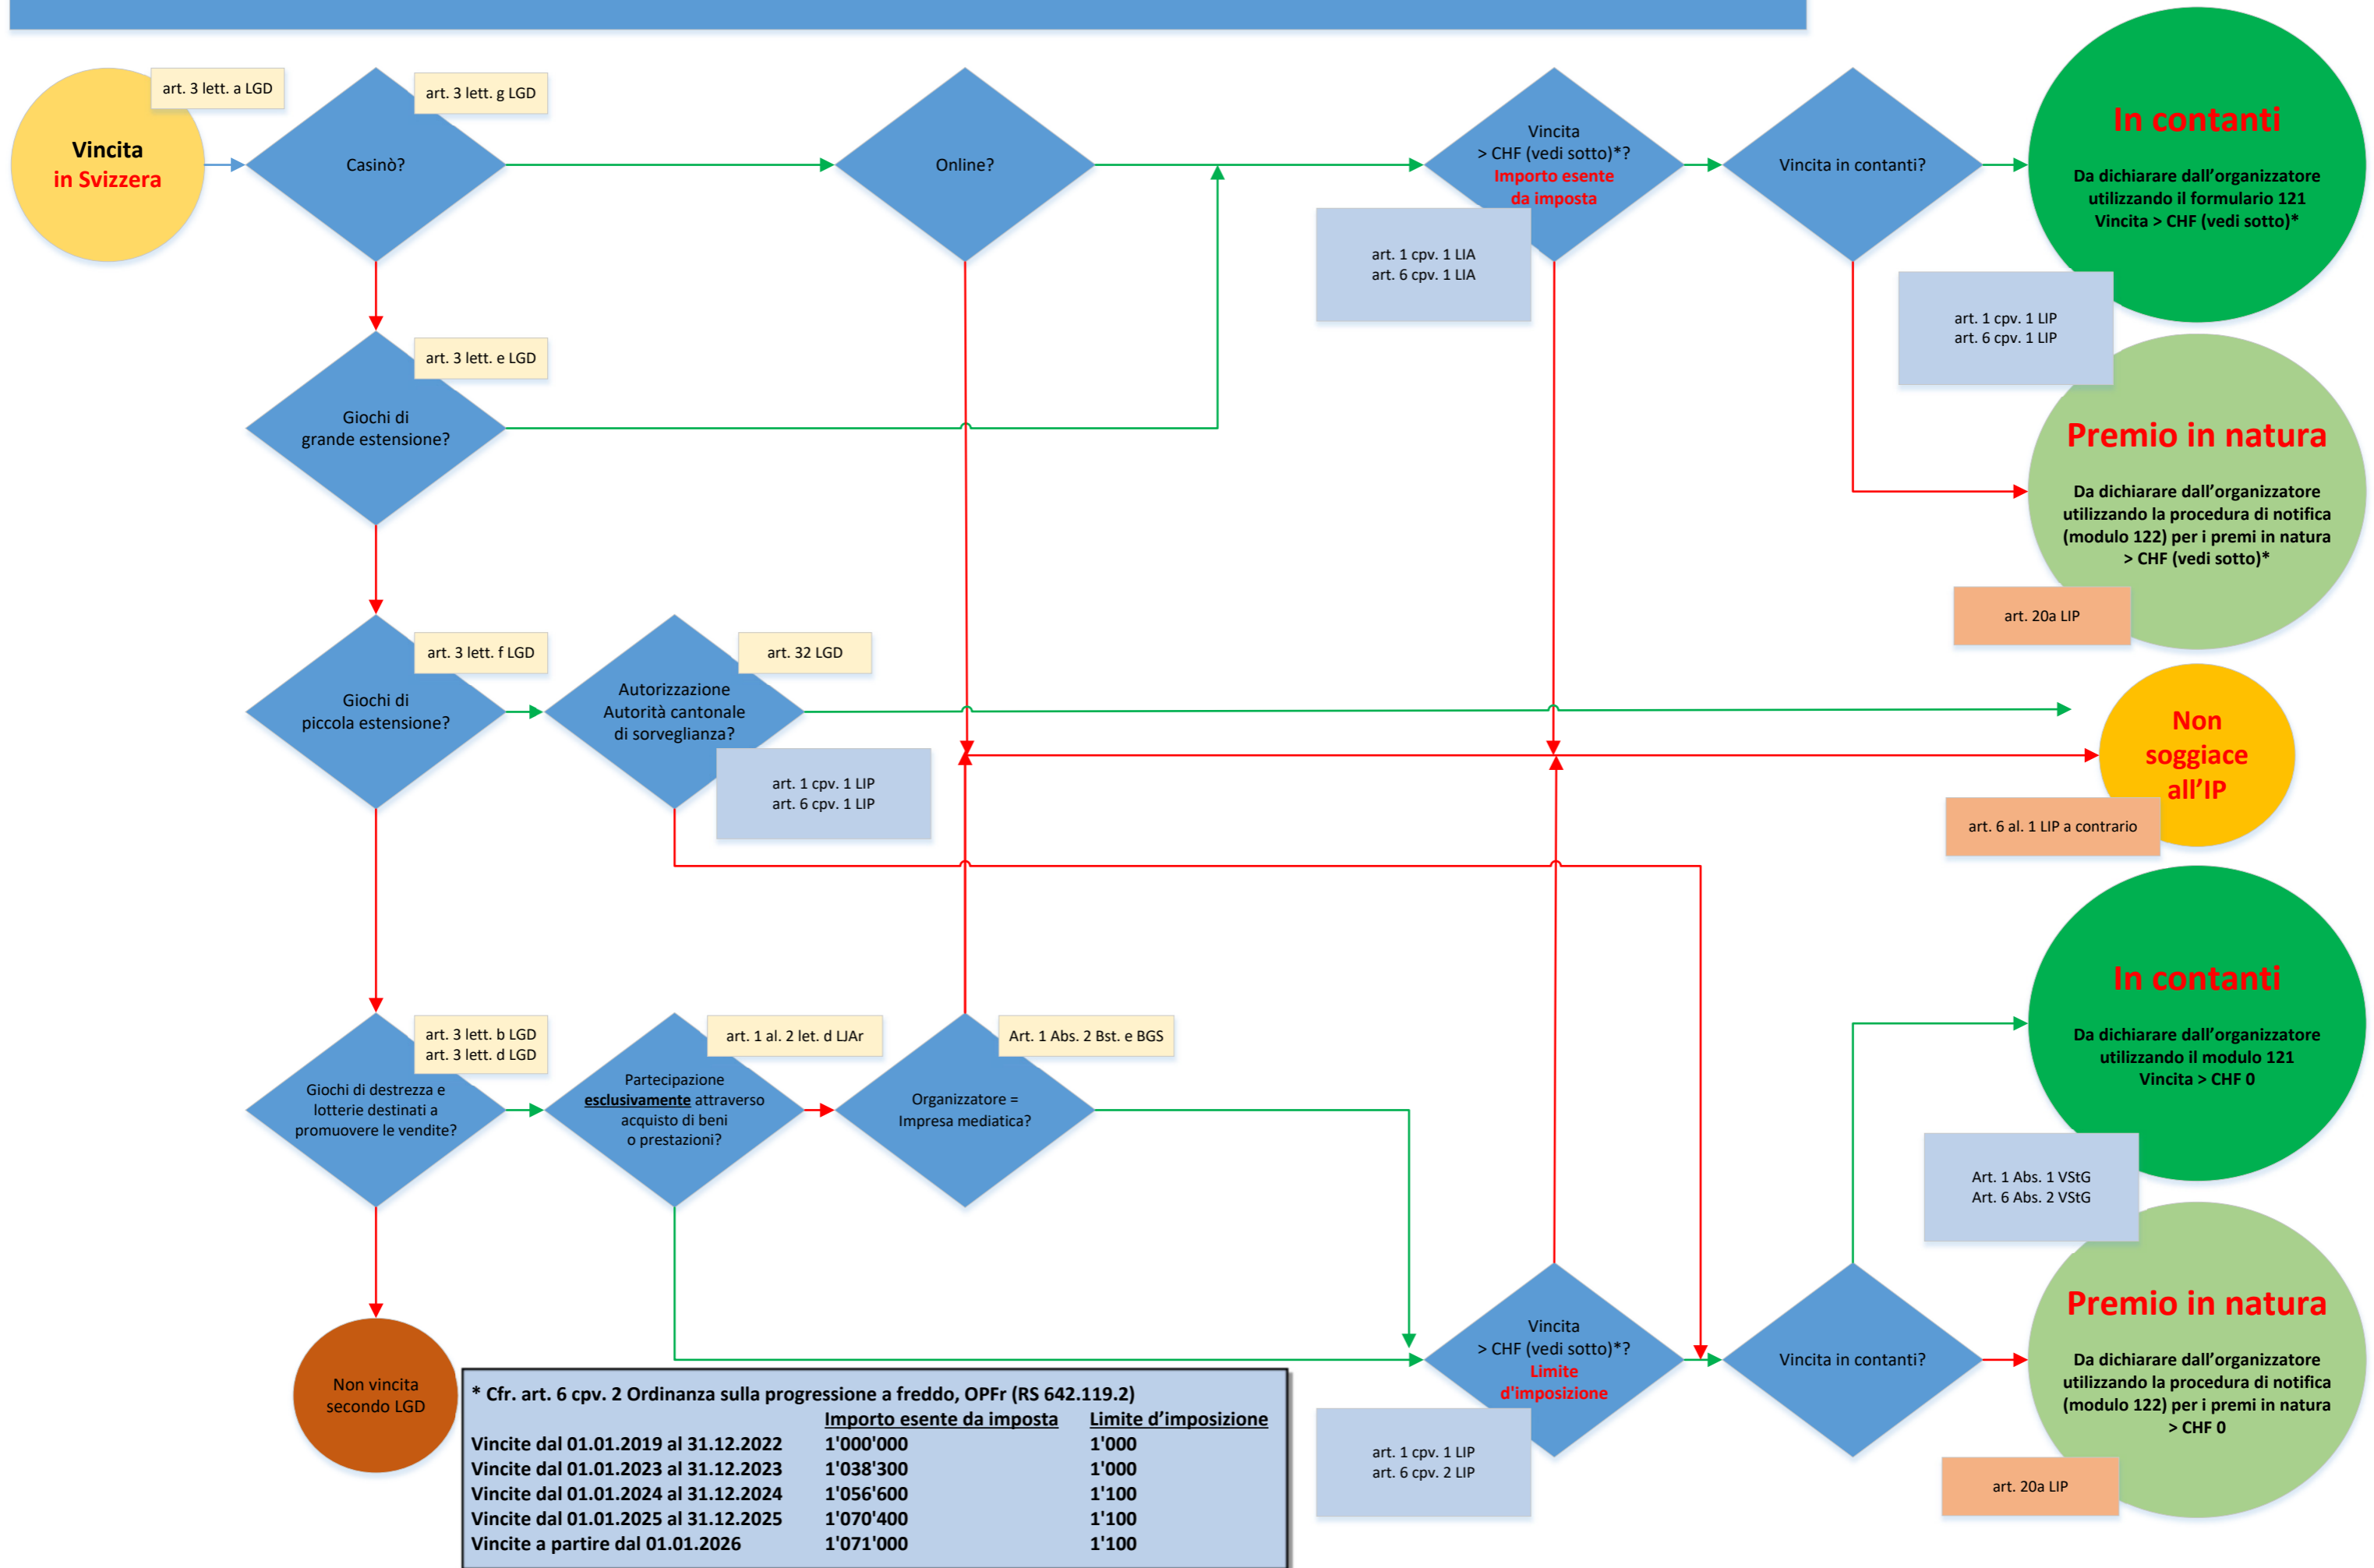 art. 3 lett. a LGD
Vincita
in Svizzera
art. 3 lett. g LGD
Casinò?
Online?
Vincita
> CHF (vedi sotto)*?
Importo esente
da imposta
art. 1 cpv. 1 LIA
art. 6 cpv. 1 LIA
Vincita in contanti?
In contanti
Da dichiarare dall'organizzatore
utilizzando il formulario 121
Vincita > CHF (vedi sotto)*
art. 1 cpv. 1 LIP
art. 6 cpv. 1 LIP
art. 3 lett. e LGD
Giochi di
grande estensione?
Premio in natura
Da dichiarare dall'organizzatore
utilizzando la procedura di notifica
(modulo 122) per i premi in natura
> CHF (vedi sotto)*
art. 20a LIP
art. 3 lett. f LGD
Giochi di
piccola estensione?
art. 32 LGD
Autorizzazione
Autorità cantonale
di sorveglianza?
art. 1 cpv. 1 LIP
art. 6 cpv. 1 LIP
Non
soggiace
all'IP
art. 6 al. 1 LIP a contrario
art. 3 lett. b LGD
art. 3 lett. d LGD
Giochi di destrezza e
lotterie destinati a
promuovere le vendite?
art. 1 al. 2 let. d LJAr
Partecipazione
esclusivamente attraverso
acquisto di beni
o prestazioni?
Art. 1 Abs. 2 Bst. e BGS
Organizzatore =
Impresa mediatica?
In contanti
Da dichiarare dall'organizzatore
utilizzando il modulo 121
Vincita > CHF 0
Art. 1 Abs. 1 VStG
Art. 6 Abs. 2 VStG
Vincita
> CHF (vedi sotto)*?
Limite
d'imposizione
art. 1 cpv. 1 LIP
art. 6 cpv. 2 LIP
Vincita in contanti?
Premio in natura
Da dichiarare dall'organizzatore
utilizzando la procedura di notifica
(modulo 122) per i premi in natura
> CHF 0
art. 20a LIP
Non vincita
secondo LGD
* Cfr. art. 6 cpv. 2 Ordinanza sulla progressione a freddo, OPFr (RS 642.119.2)
Importo esente da imposta Limite d'imposizione
Vincite dal 01.01.2019 al 31.12.2022 1'000'000 1'000
Vincite dal 01.01.2023 al 31.12.2023 1'038'300 1'000
Vincite dal 01.01.2024 al 31.12.2024 1'056'600 1'100
Vincite dal 01.01.2025 al 31.12.2025 1'070'400 1'100
Vincite a partire dal 01.01.2026 1'071'000 1'100